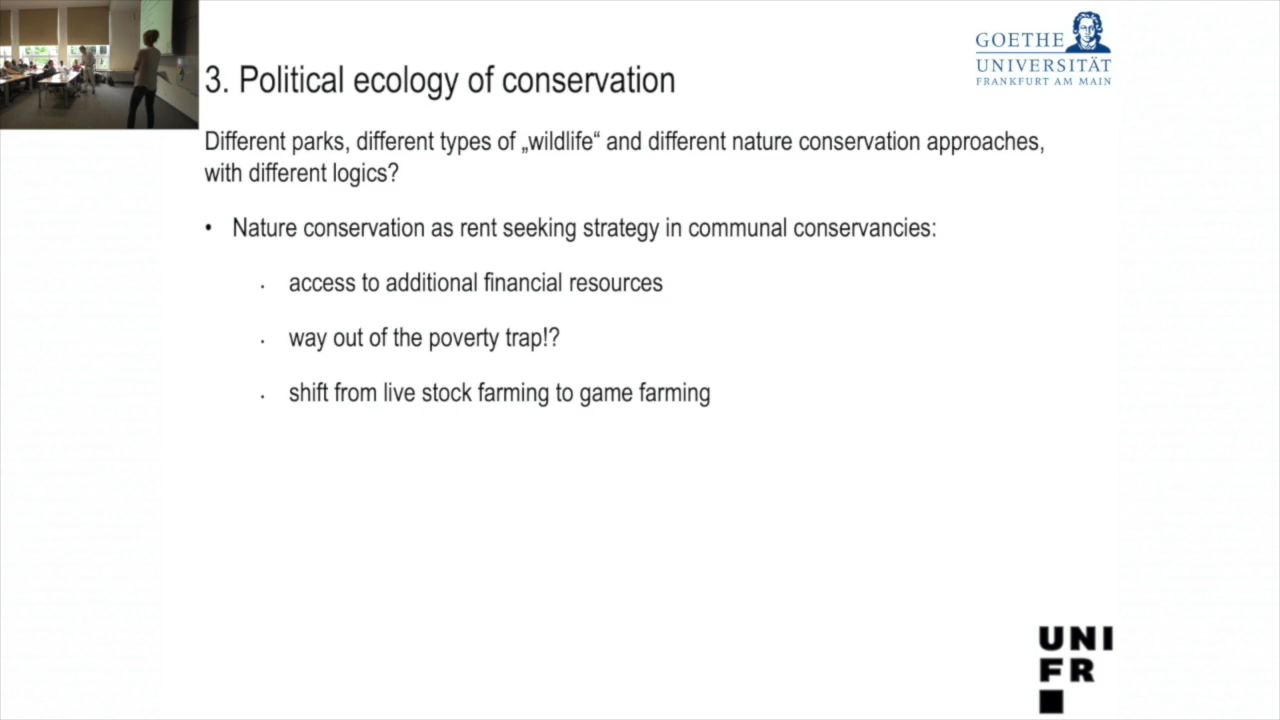 GOETHE
UNIVERSITÄT
FRANKFURT AM MAIN
3. Political ecology of conservation
Different parks, different types of „wildlife“ and different nature conservation approaches,
with different logics?
• Nature conservation as rent seeking strategy in communal conservancies:
· access to additional financial resources
· way out of the poverty trap!?
· shift from live stock farming to game farming
UNI
FR